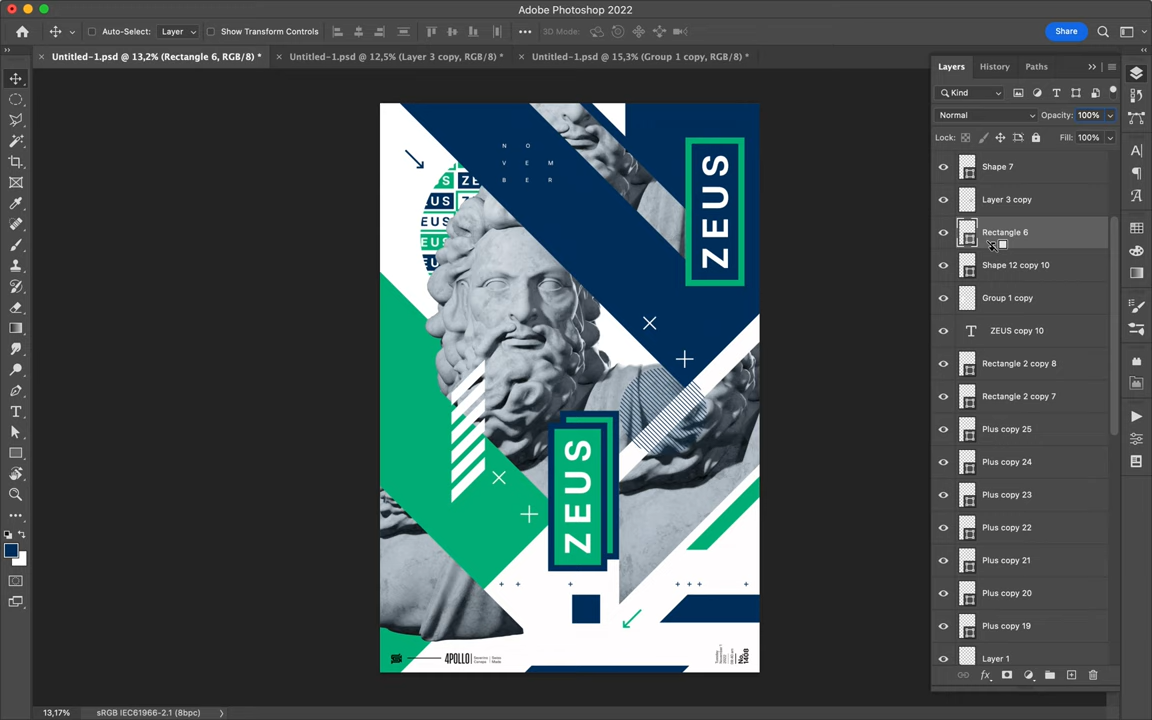 Adobe Photoshop 2022
Auto-Select:
Layer
Show Transform Controls
3D Mode:
Share
Untitled-1.psd @ 13,2% (Rectangle 6, RGB/8) *
Untitled-1.psd @ 12,5% (Layer 3 copy, RGB/8) *
Untitled-1.psd @ 15,3% (Group 1 copy, RGB/8) *
Layers
History
Paths
Kind
Normal
Opacity:
100%
Lock:
Fill:
100%
Shape 7
Layer 3 copy
Rectangle 6
Shape 12 copy 10
Group 1 copy
ZEUS copy 10
Rectangle 2 copy 8
Rectangle 2 copy 7
Plus copy 25
Plus copy 24
Plus copy 23
Plus copy 22
Plus copy 21
Plus copy 20
Plus copy 19
Layer 1
N O
V E M
B E R
ZEUS
ZEUS
4POLLO
No. 1408
13,17%
sRGB IEC61966-2.1 (8bpc)